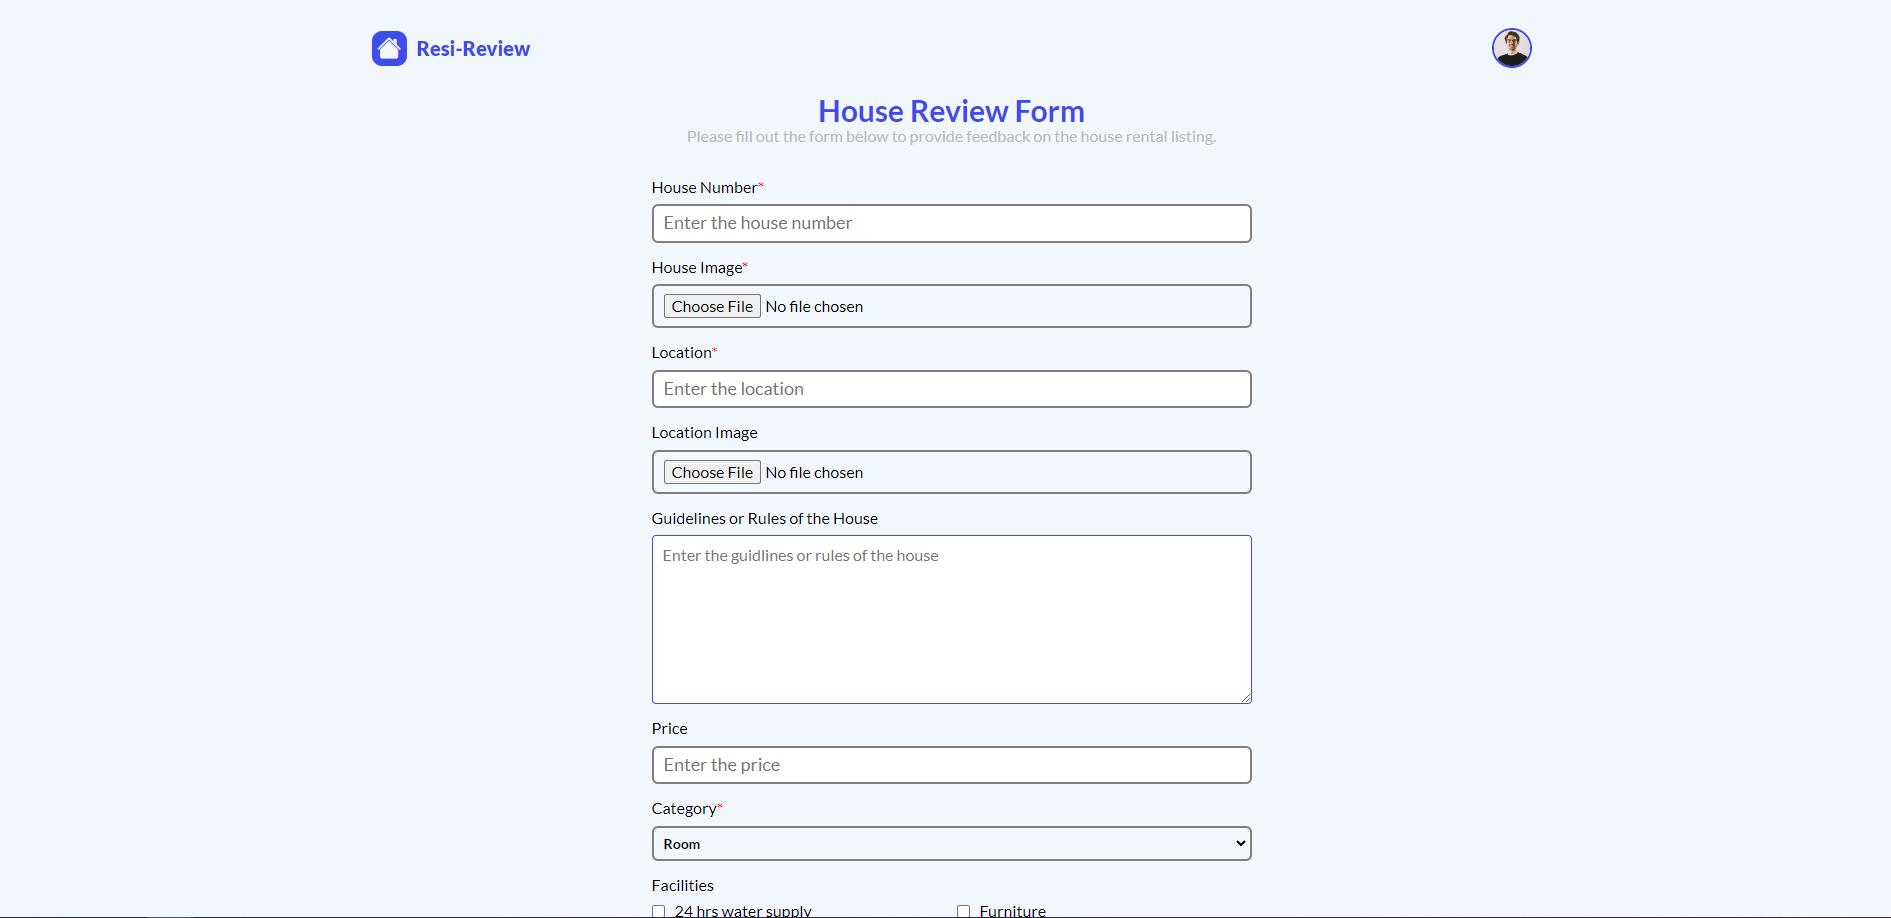 Resi-Review
House Review Form
Please fill out the form below to provide feedback on the house rental listing.
House Number*
Enter the house number
House Image*
Choose File No file chosen
Location*
Enter the location
Location Image
Choose File No file chosen
Guidelines or Rules of the House
Enter the guidlines or rules of the house
Price
Enter the price
Category*
Room
Facilities
24 hrs water supply Furniture